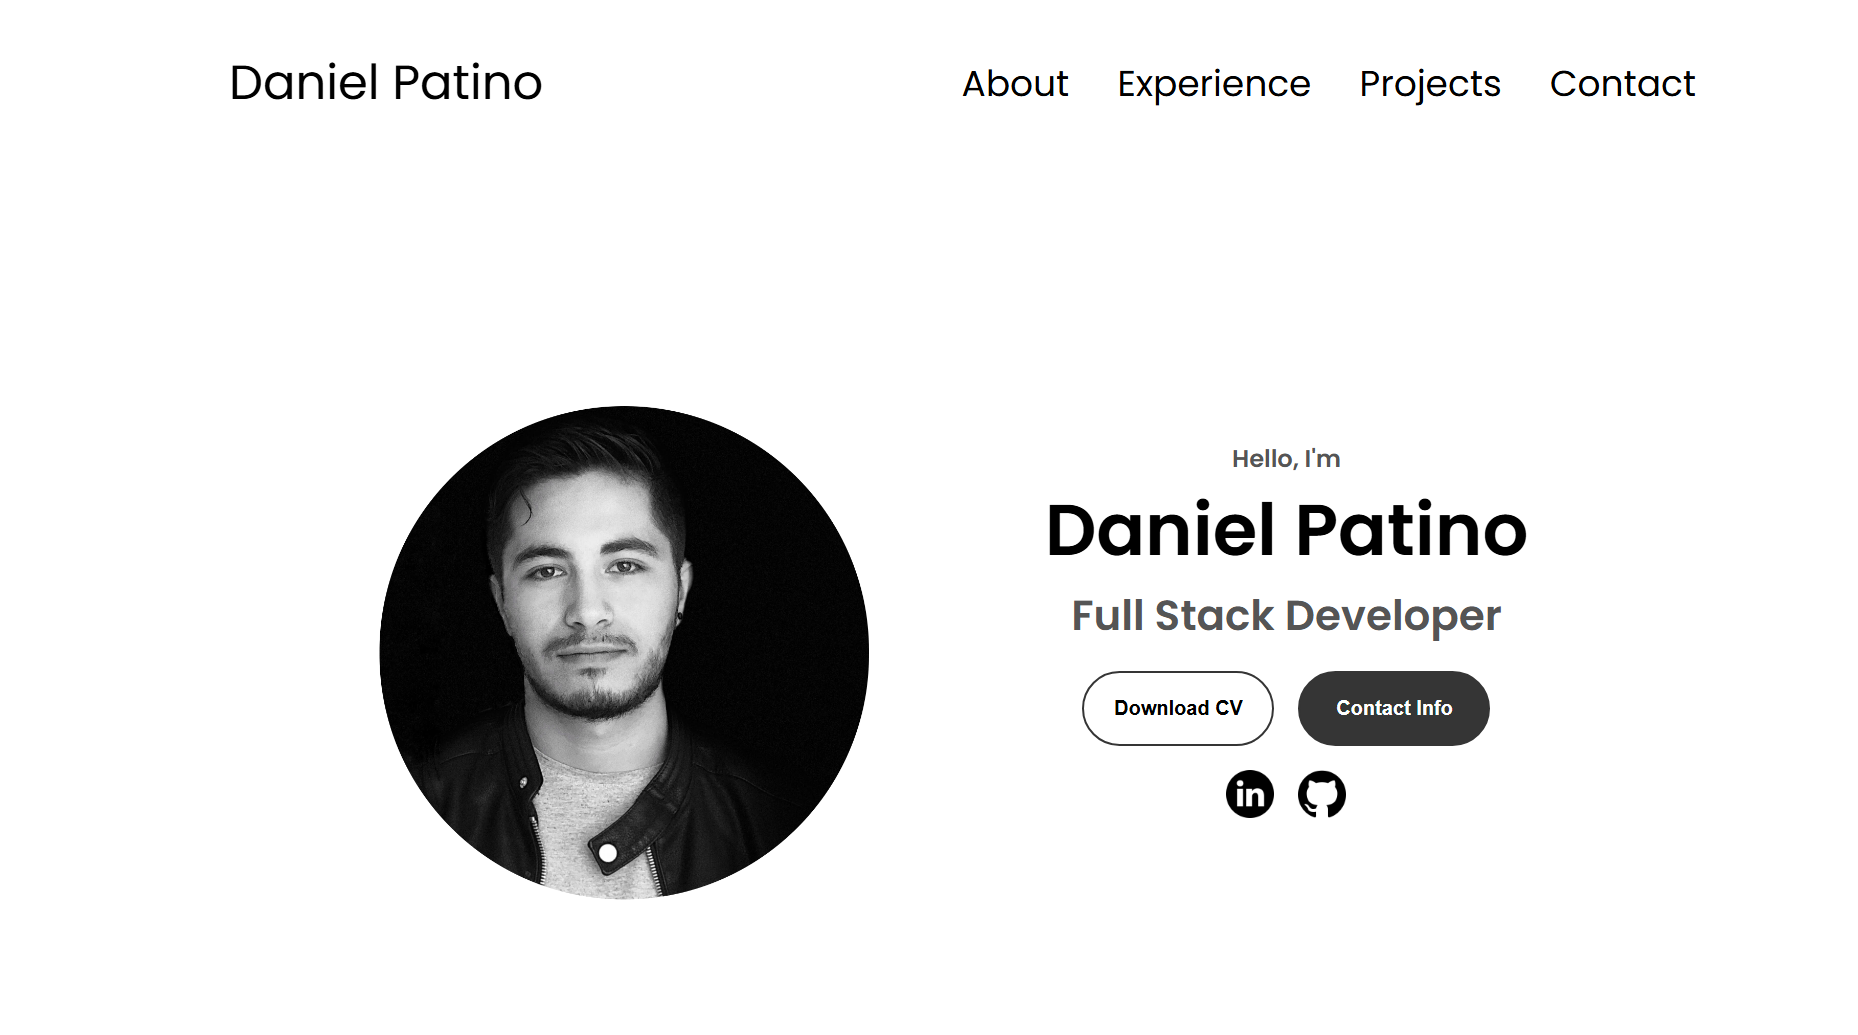 Daniel Patino
About Experience Projects Contact
Hello, I'm
Daniel Patino
Full Stack Developer
Download CV
Contact Info
in